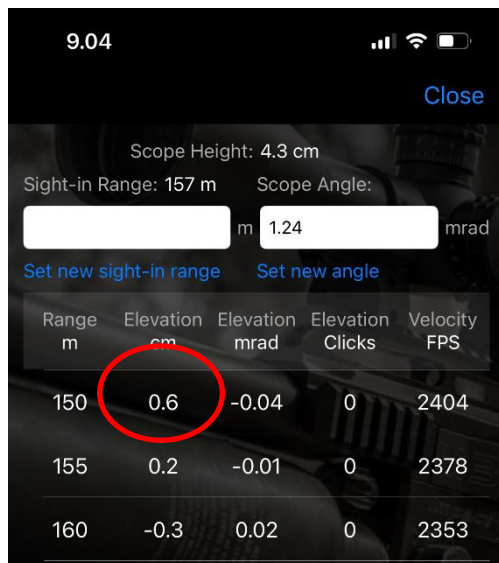 9.04
Close
Scope Height: 4.3 cm
Sight-in Range: 157 m Scope Angle:
m 1.24 mrad
Set new sight-in range Set new angle
Range Elevation Elevation Elevation Velocity
m cm mrad Clicks FPS
150 0.6 -0.04 0 2404
155 0.2 -0.01 0 2378
160 -0.3 0.02 0 2353